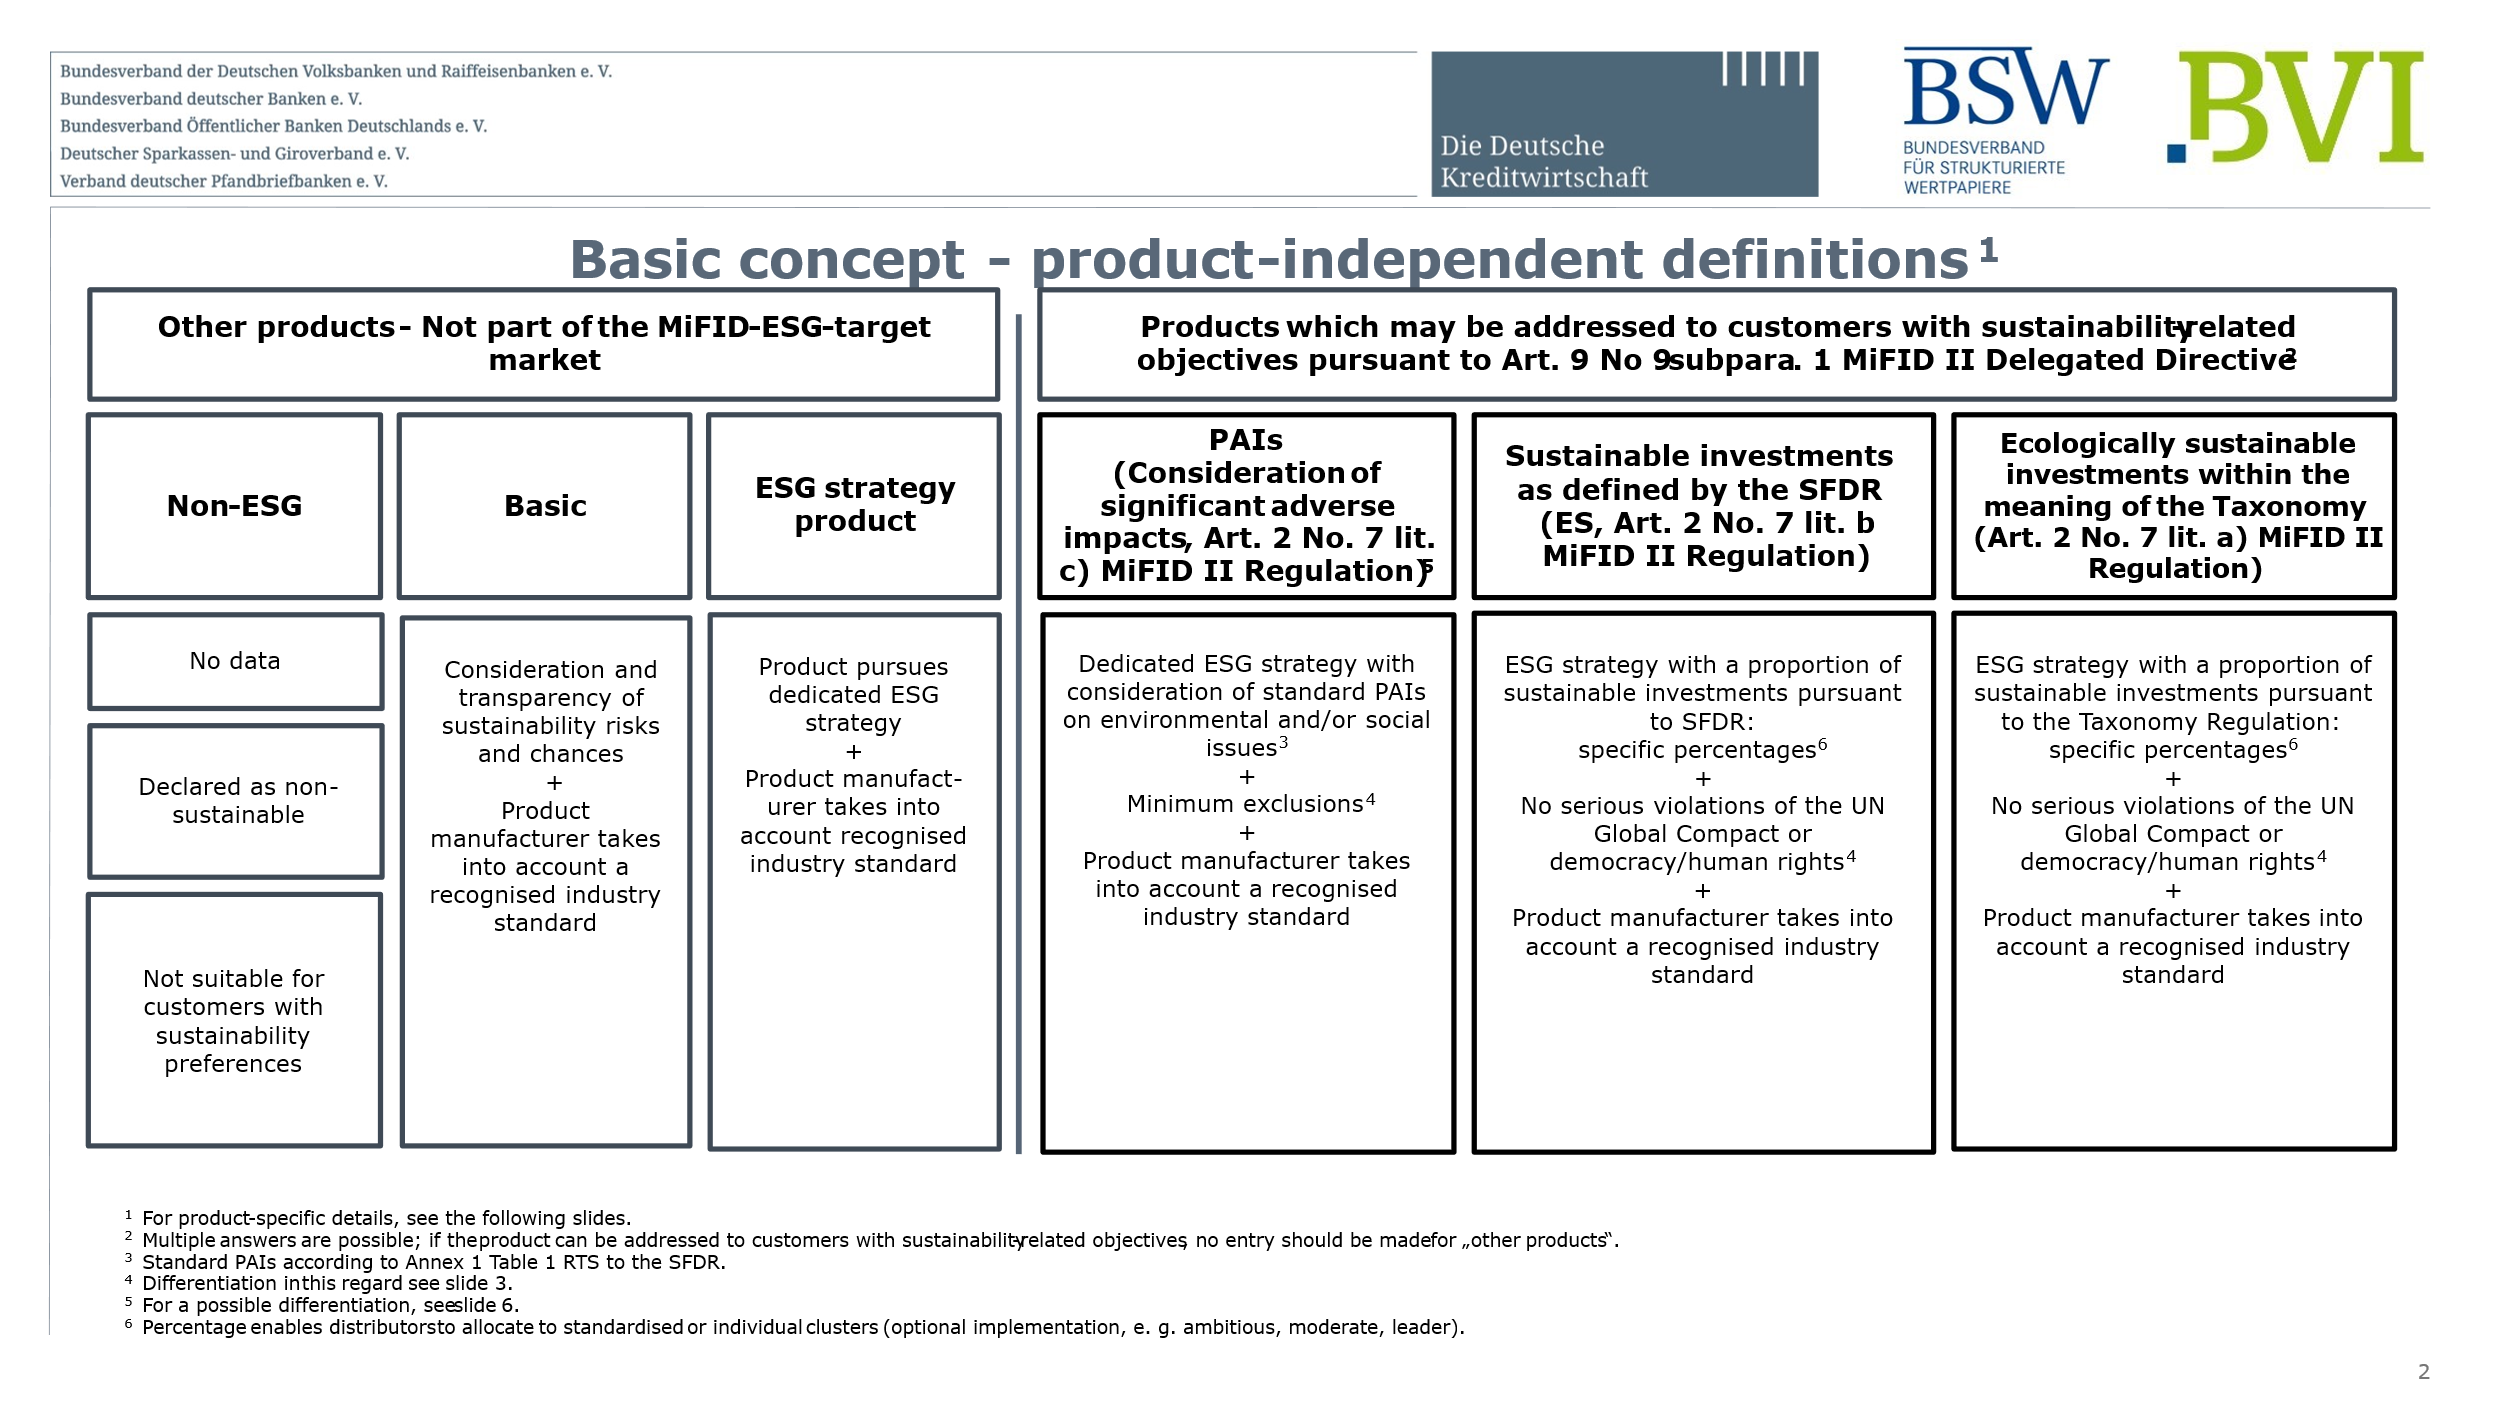 Bundesverband der Deutschen Volksbanken und Raiffeisenbanken e. V.
Bundesverband deutscher Banken e. V.
Bundesverband Öffentlicher Banken Deutschlands e. V.
Deutscher Sparkassen- und Giroverband e. V.
Verband deutscher Pfandbriefbanken e. V.
Die Deutsche
Kreditwirtschaft
BSW
BUNDESVERBAND
FÜR STRUKTURIERTE
WERTPAPIERE
.BVI
Basic concept - product-independent definitions¹
Other products - Not part of the MiFID-ESG-target
market
Products which may be addressed to customers with sustainability-related
objectives pursuant to Art. 9 No 9 subpara. 1 MiFID II Delegated Directive²
Non-ESG
Basic
ESG strategy
product
PAIs
(Consideration of
significant adverse
impacts, Art. 2 No. 7 lit.
c) MiFID II Regulation)⁵
Sustainable investments
as defined by the SFDR
(ES, Art. 2 No. 7 lit. b
MiFID II Regulation)
Ecologically sustainable
investments within the
meaning of the Taxonomy
(Art. 2 No. 7 lit. a) MiFID II
Regulation)
No data
Declared as non-
sustainable
Not suitable for
customers with
sustainability
preferences
Consideration and
transparency of
sustainability risks
and chances
+
Product
manufacturer takes
into account a
recognised industry
standard
Product pursues
dedicated ESG
strategy
+
Product manufact-
urer takes into
account recognised
industry standard
Dedicated ESG strategy with
consideration of standard PAIs
on environmental and/or social
issues³
+
Minimum exclusions⁴
+
Product manufacturer takes
into account a recognised
industry standard
ESG strategy with a proportion of
sustainable investments pursuant
to SFDR:
specific percentages⁶
+
No serious violations of the UN
Global Compact or
democracy/human rights⁴
+
Product manufacturer takes into
account a recognised industry
standard
ESG strategy with a proportion of
sustainable investments pursuant
to the Taxonomy Regulation:
specific percentages⁶
+
No serious violations of the UN
Global Compact or
democracy/human rights⁴
+
Product manufacturer takes into
account a recognised industry
standard
¹ For product-specific details, see the following slides.
² Multiple answers are possible; if the product can be addressed to customers with sustainability-related objectives, no entry should be made for „other products“.
³ Standard PAIs according to Annex 1 Table 1 RTS to the SFDR.
⁴ Differentiation in this regard see slide 3.
⁵ For a possible differentiation, see slide 6.
⁶ Percentage enables distributors to allocate to standardised or individual clusters (optional implementation, e. g. ambitious, moderate, leader).
2